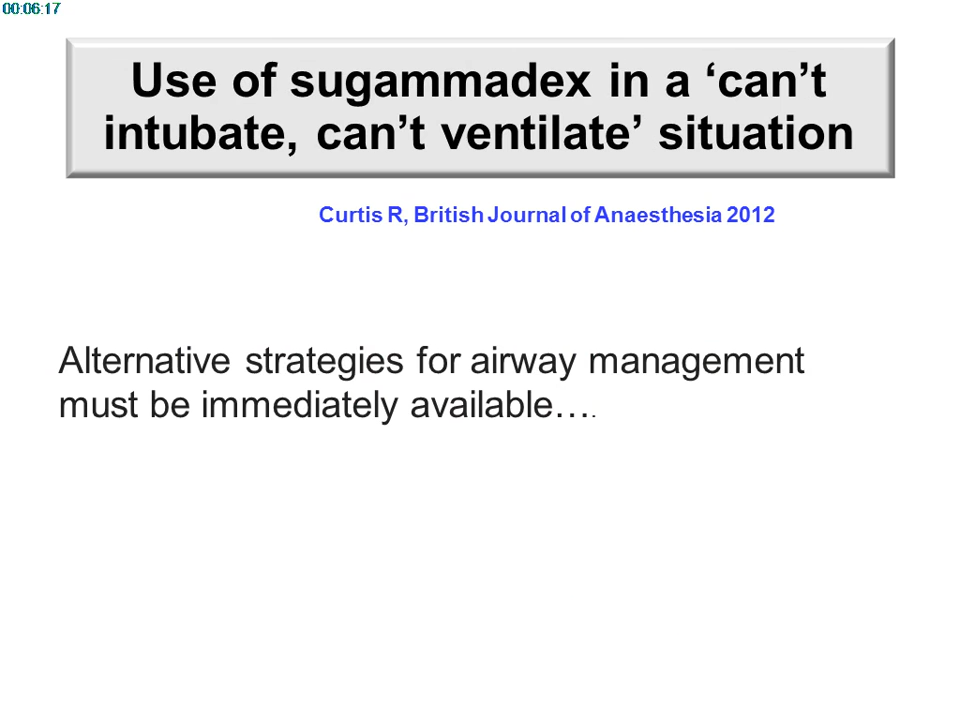 00:06:17
Use of sugammadex in a ‘can’t
intubate, can’t ventilate’ situation
Curtis R, British Journal of Anaesthesia 2012
Alternative strategies for airway management
must be immediately available….